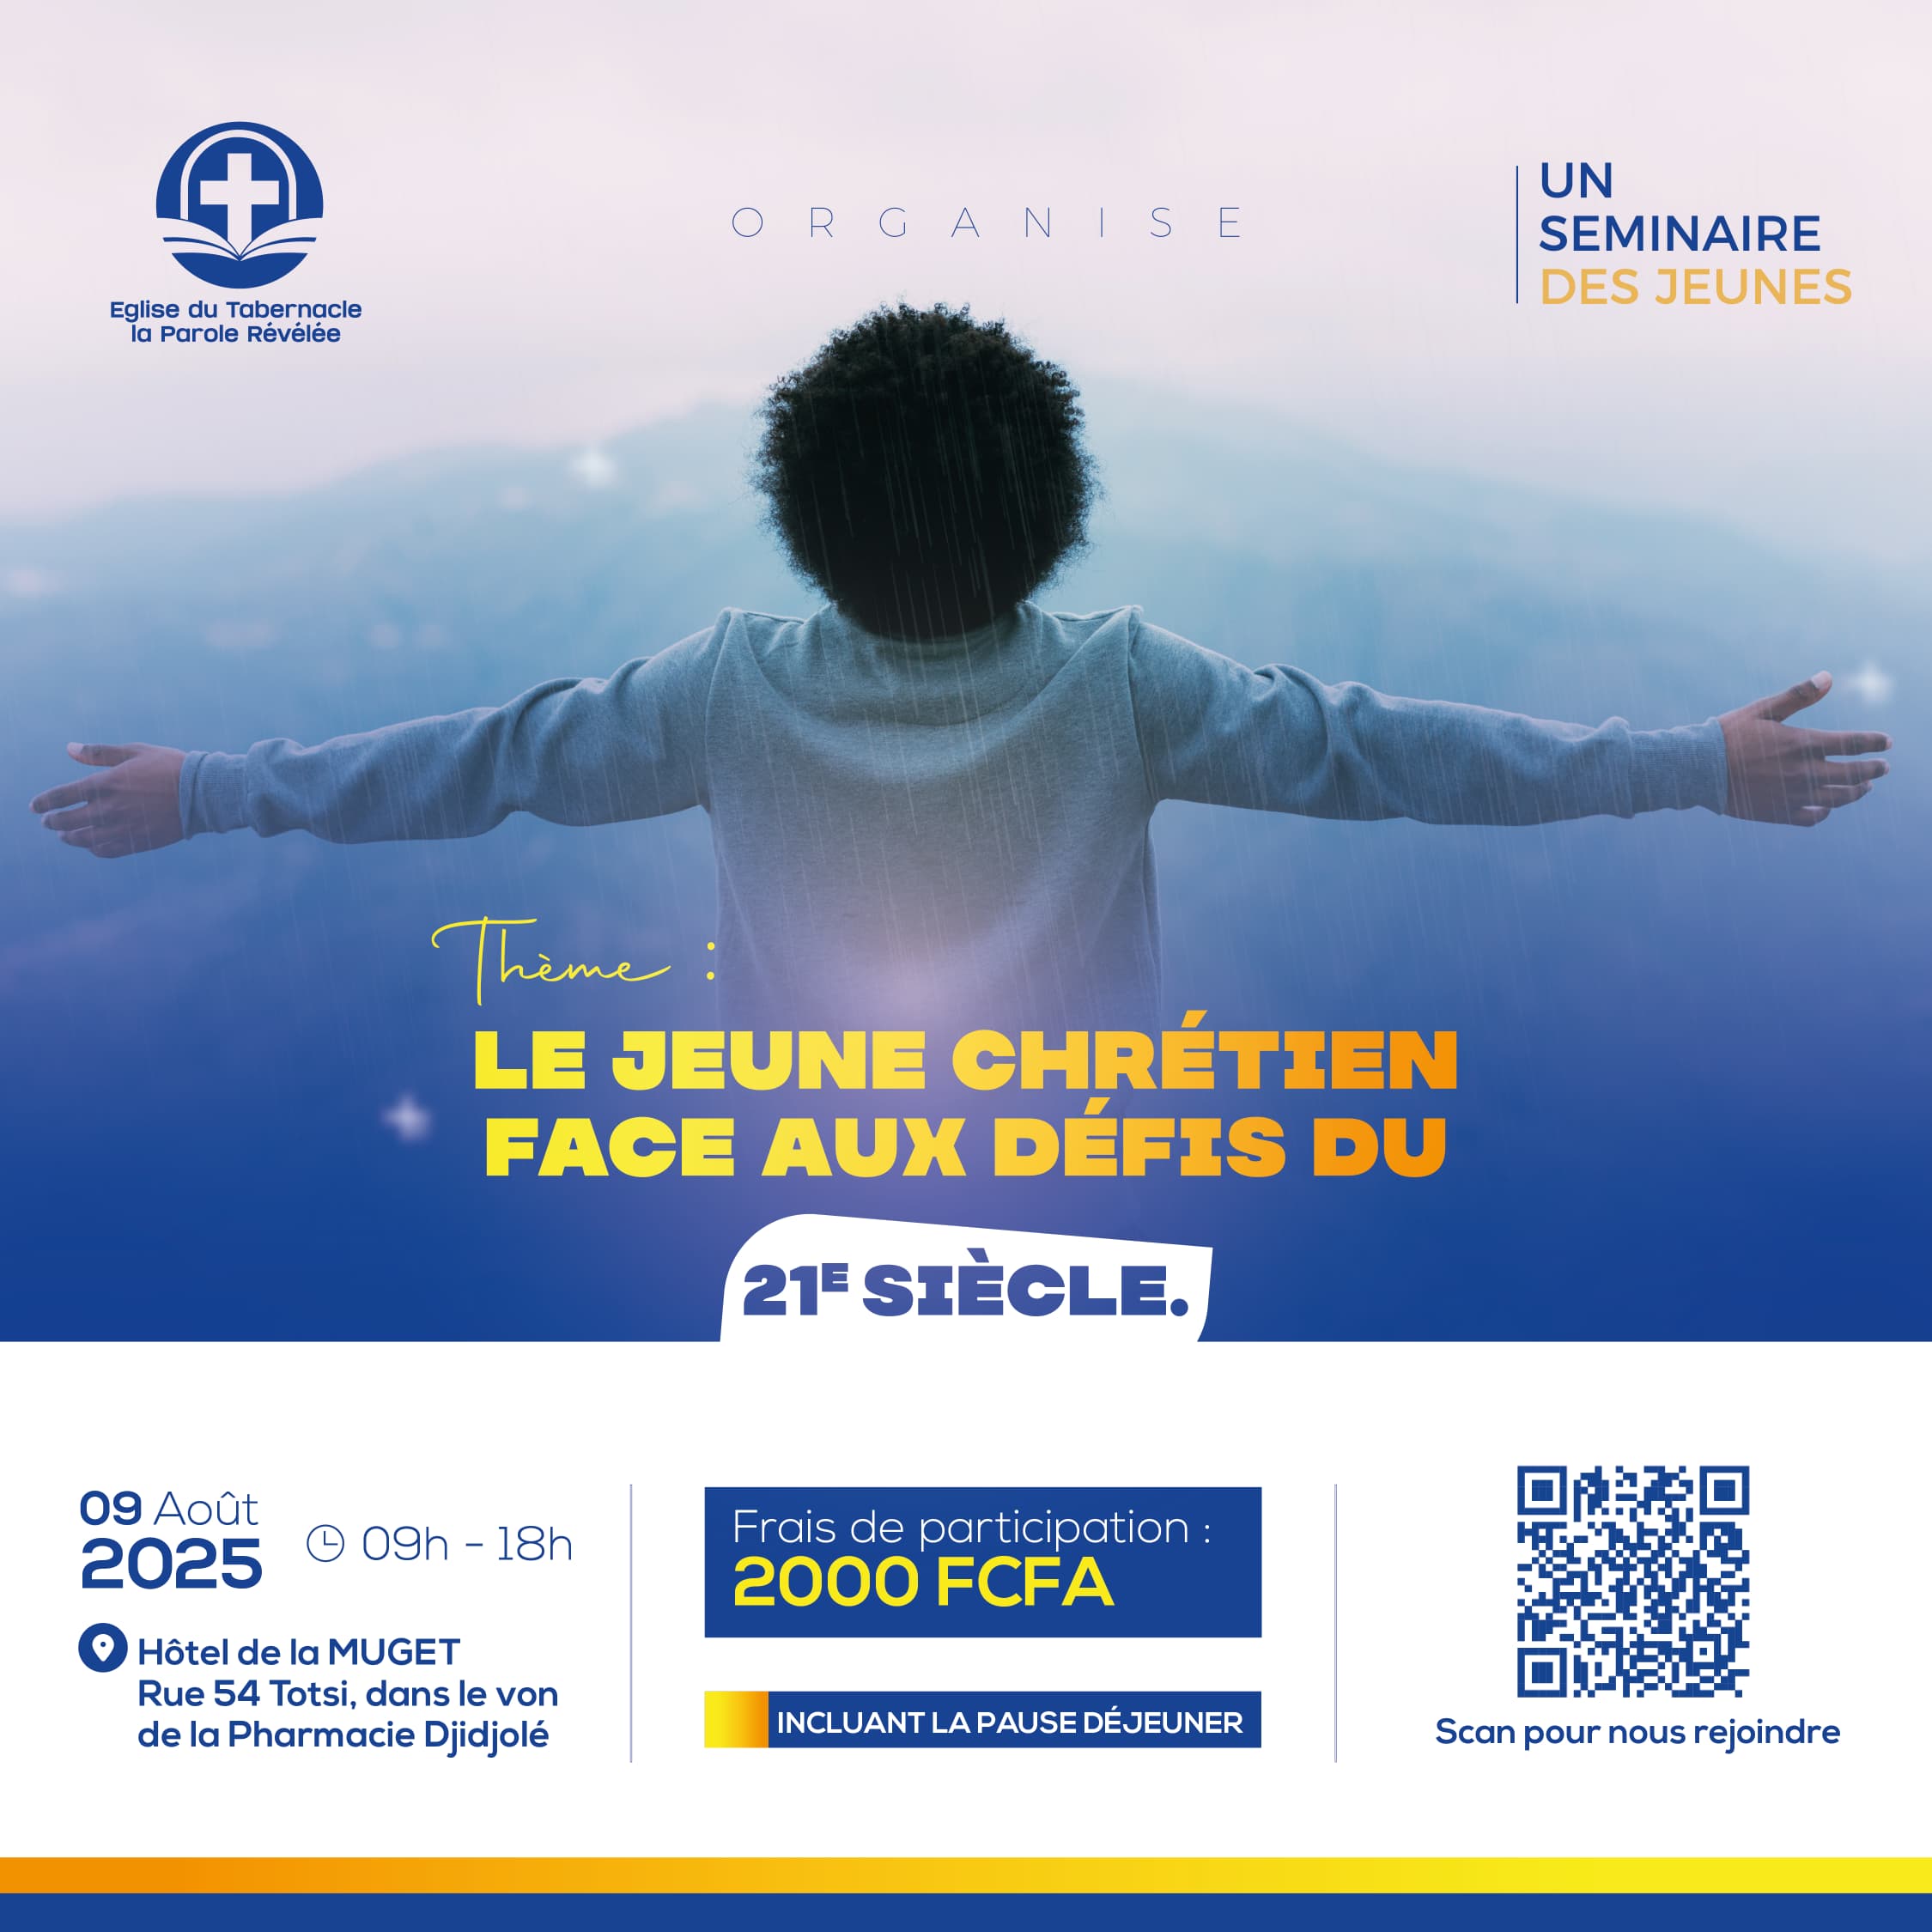 Eglise du Tabernacle
la Parole Révélée
ORGANISE
UN
SEMINAIRE
DES JEUNES
Thème :
LE JEUNE CHRÉTIEN
FACE AUX DÉFIS DU
21E SIÈCLE.
09 Août
2025
09h - 18h
Hôtel de la MUGET
Rue 54 Totsi, dans le von
de la Pharmacie Djidjolé
Frais de participation :
2000 FCFA
INCLUANT LA PAUSE DÉJEUNER
Scan pour nous rejoindre